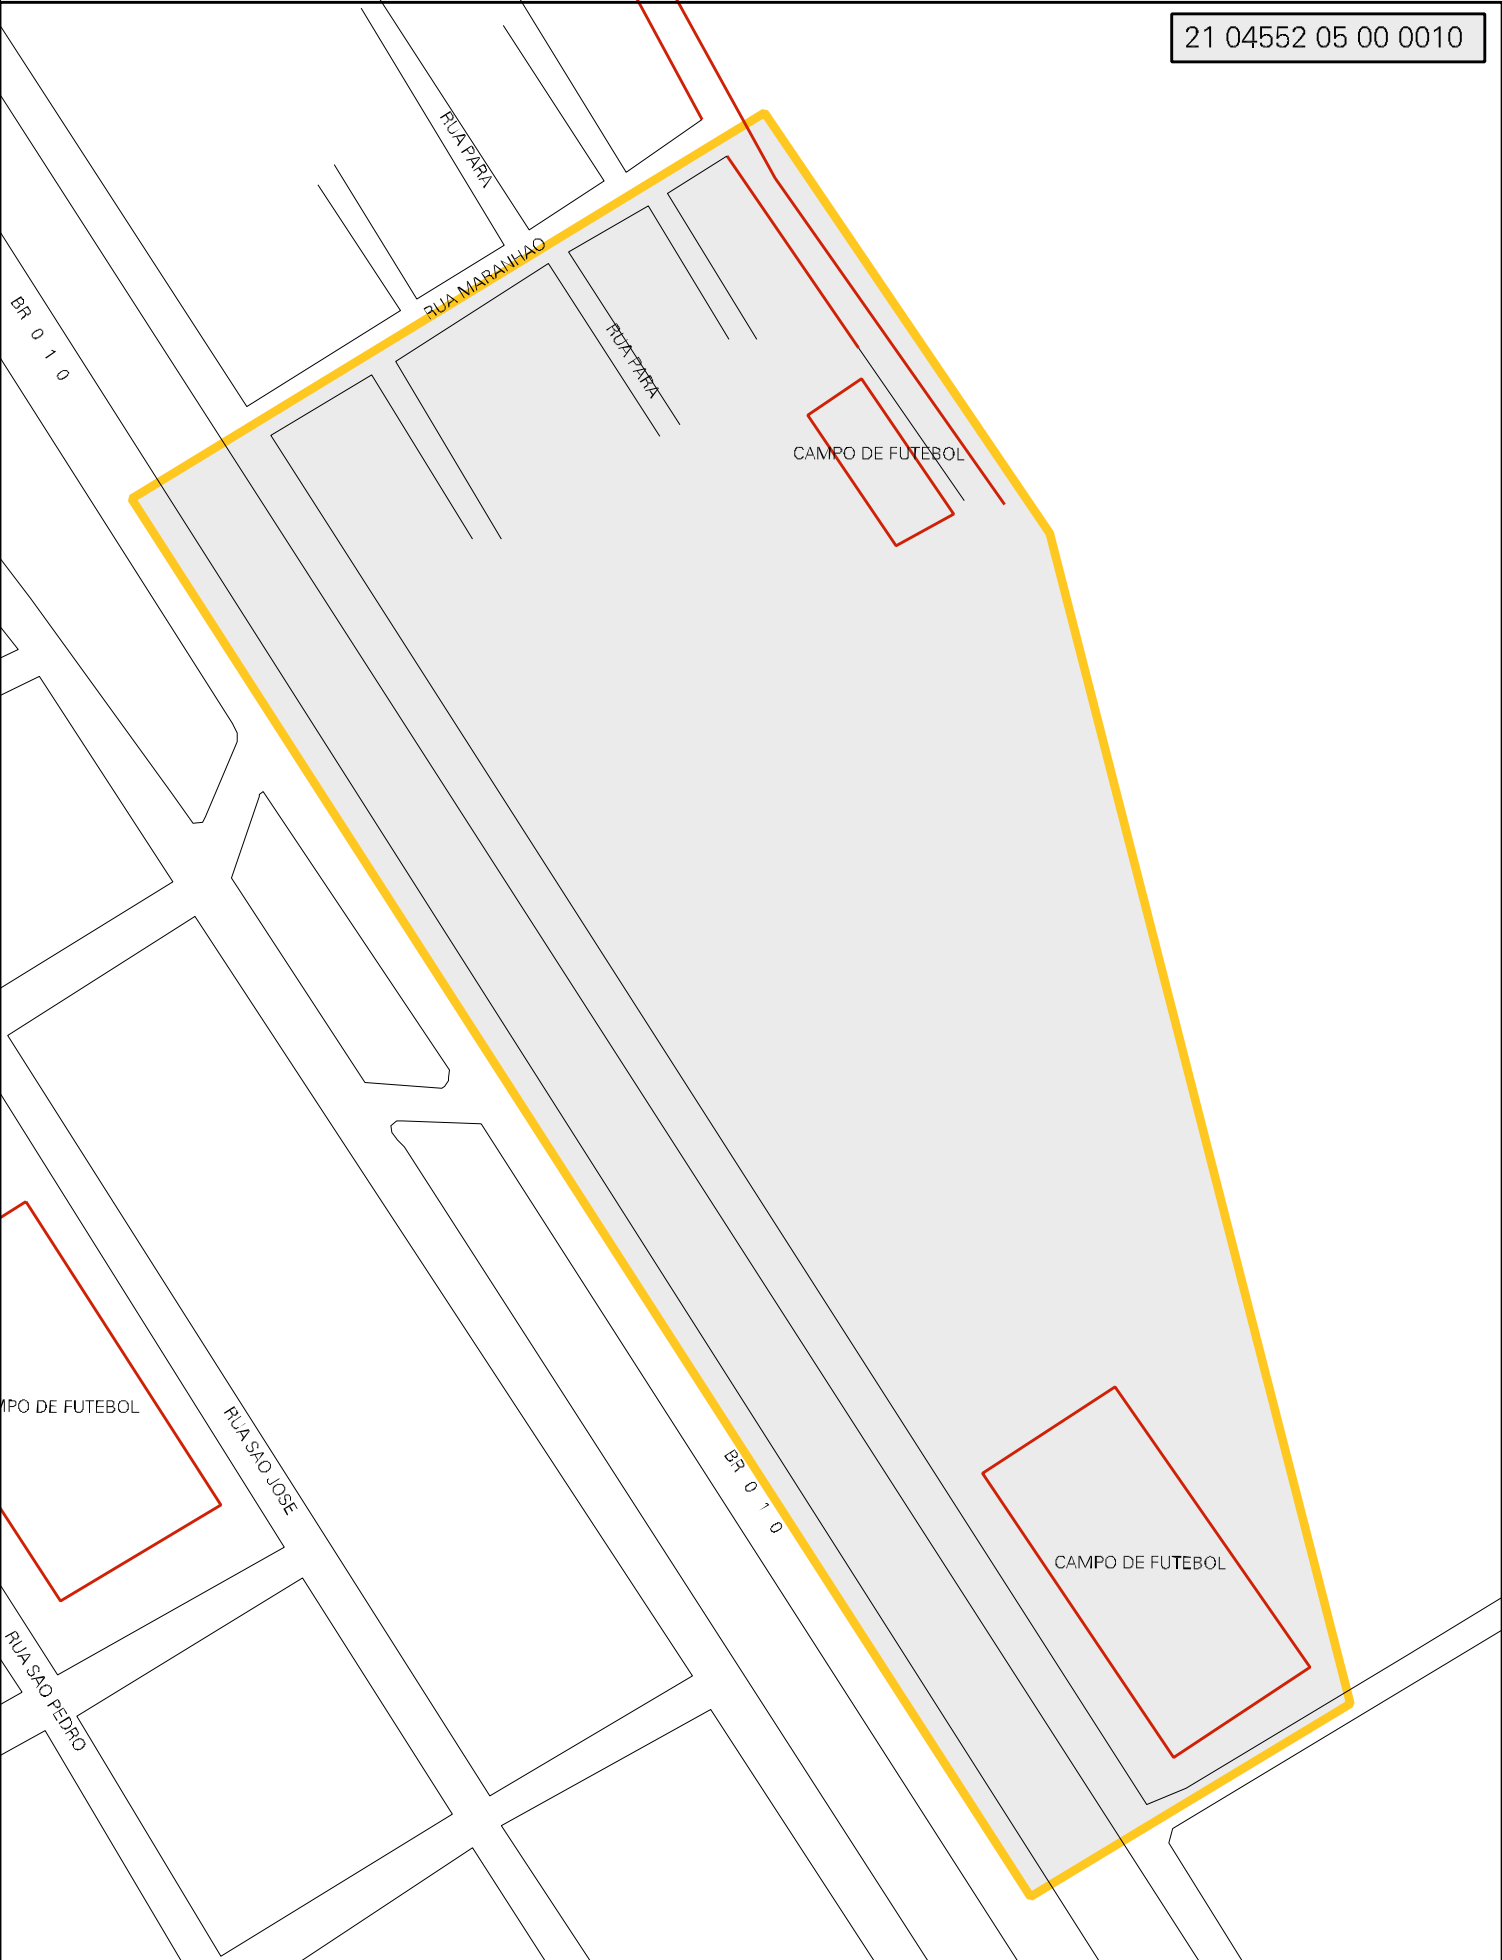 21 04552 05 00 0010
RUA PARA
RUA MARANHAO
BR 0 1 0
RUA PARA
CAMPO DE FUTEBOL
MPO DE FUTEBOL
RUA SAO JOSE
BR 0 1 0
CAMPO DE FUTEBOL
RUA SAO PEDRO